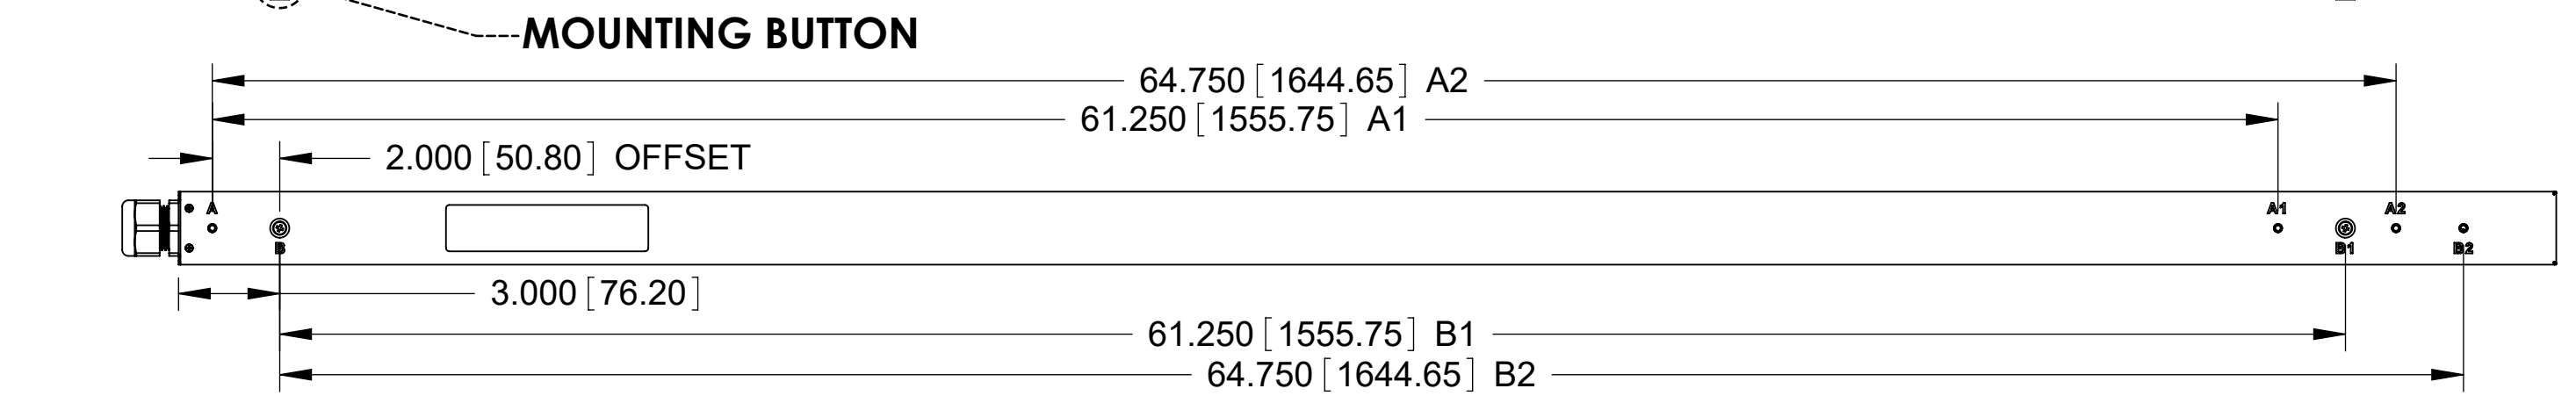 MOUNTING BUTTON
64.750 [1644.65] A2
61.250 [1555.75] A1
2.000 [50.80] OFFSET
A
A1
A2
B
B1
B2
3.000 [76.20]
61.250 [1555.75] B1
64.750 [1644.65] B2